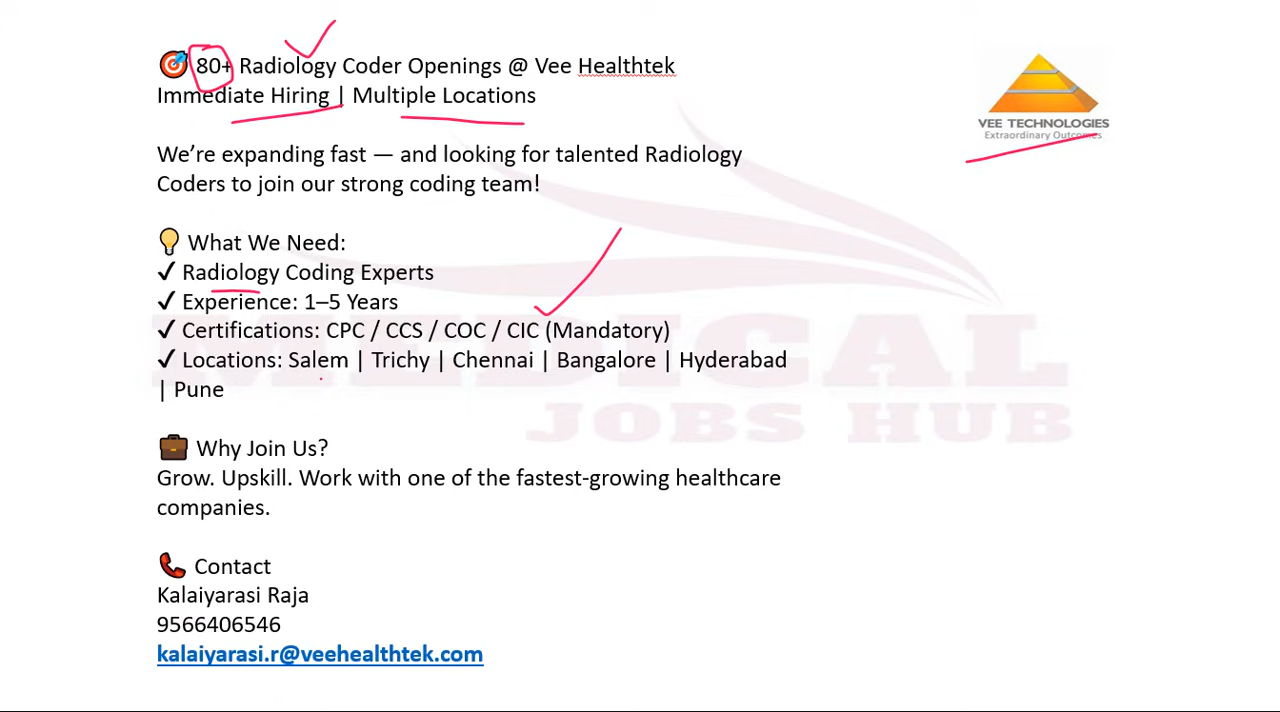 🎯 80+ Radiology Coder Openings @ Vee Healthtek
Immediate Hiring | Multiple Locations
VEE TECHNOLOGIES
Extraordinary Outcomes
We’re expanding fast — and looking for talented Radiology
Coders to join our strong coding team!
💡 What We Need:
✔ Radiology Coding Experts
✔ Experience: 1–5 Years
✔ Certifications: CPC / CCS / COC / CIC (Mandatory)
✔ Locations: Salem | Trichy | Chennai | Bangalore | Hyderabad
| Pune
MEDICAL
JOBS HUB
💼 Why Join Us?
Grow. Upskill. Work with one of the fastest-growing healthcare
companies.
📞 Contact
Kalaiyarasi Raja
9566406546
kalaiyarasi.r@veehealthtek.com